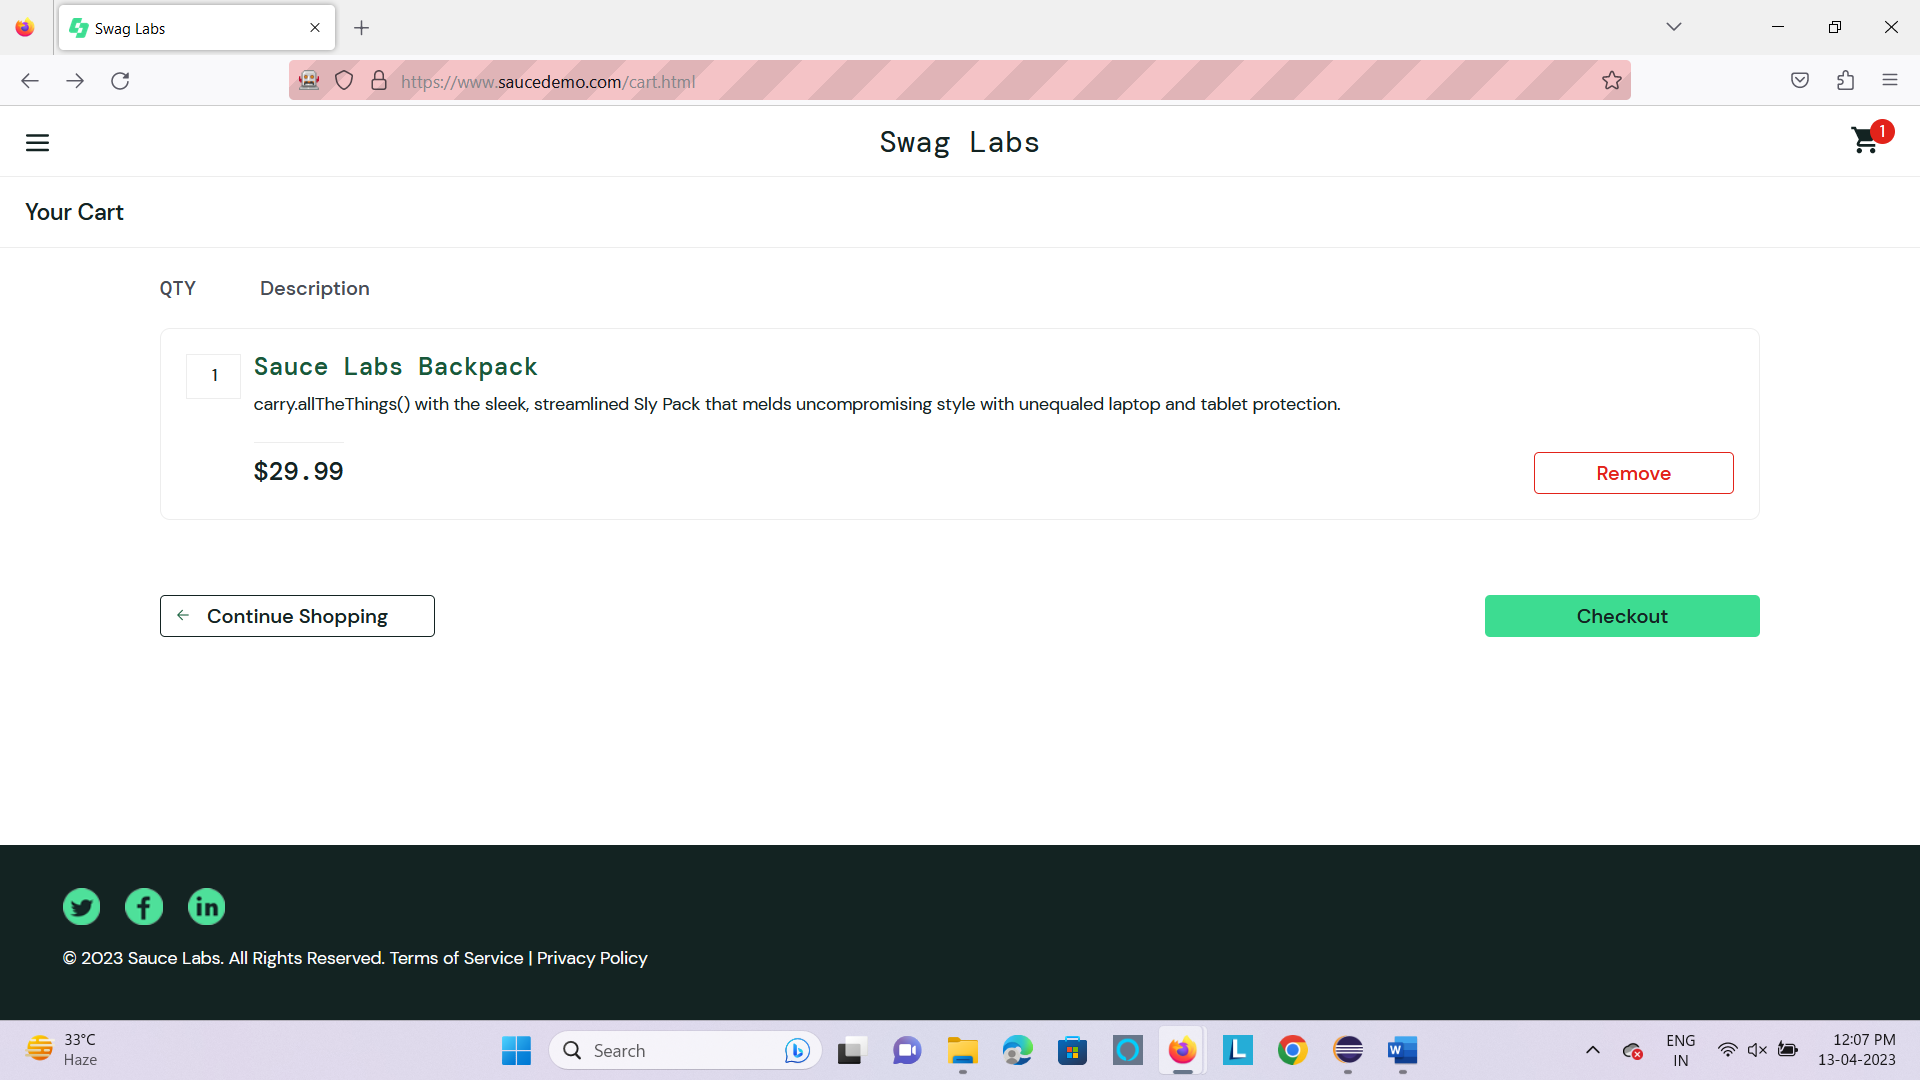 Swag Labs
https://www.saucedemo.com/cart.html
Swag Labs
1
Your Cart
QTY Description
1 Sauce Labs Backpack
carry.allTheThings() with the sleek, streamlined Sly Pack that melds uncompromising style with unequaled laptop and tablet protection.
$29.99
Remove
Continue Shopping
Checkout
© 2023 Sauce Labs. All Rights Reserved. Terms of Service | Privacy Policy
33°C
Haze
Search
ENG
IN
12:07 PM
13-04-2023